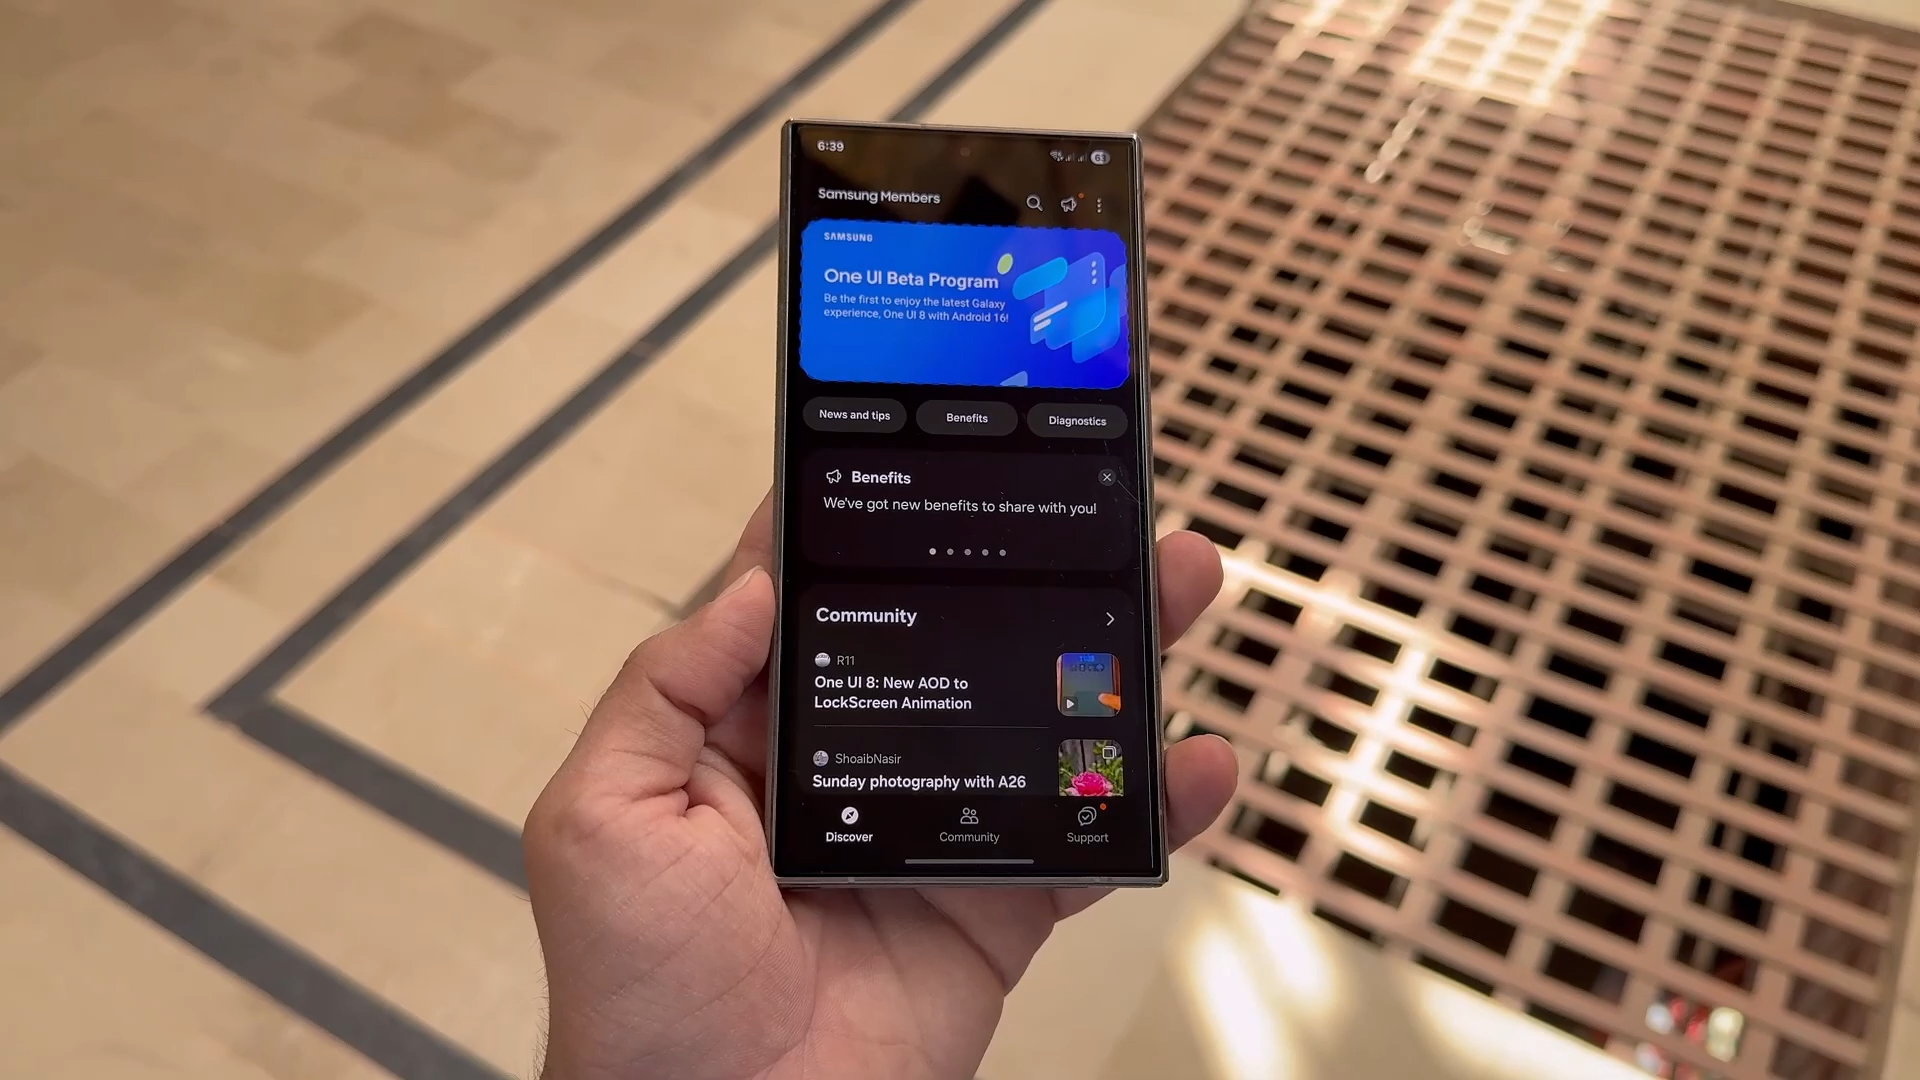 6:39
63
Samsung Members
SAMSUNG
One UI Beta Program
Be the first to enjoy the latest Galaxy
experience, One UI 8 with Android 16!
News and tips
Benefits
Diagnostics
Benefits
We've got new benefits to share with you!
Community
R11
One UI 8: New AOD to
LockScreen Animation
ShoaibNasir
Sunday photography with A26
Discover
Community
Support